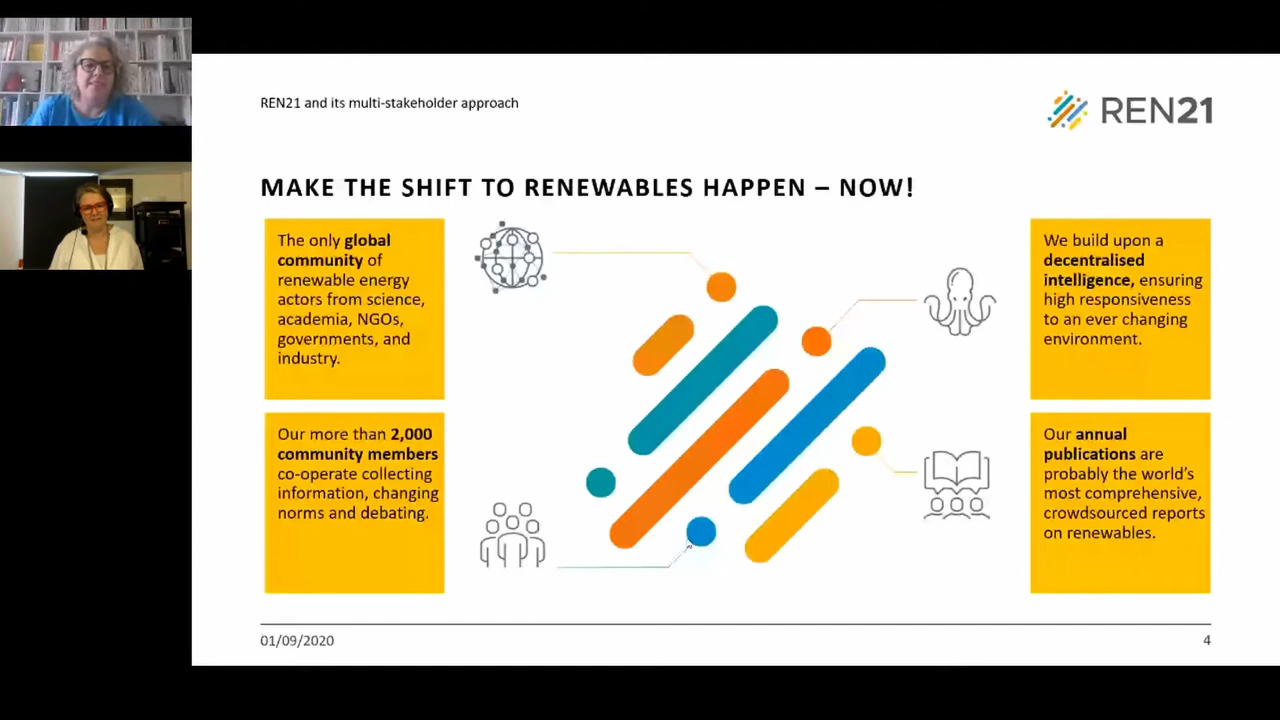 REN21 and its multi-stakeholder approach
REN21
MAKE THE SHIFT TO RENEWABLES HAPPEN – NOW!
The only global
community of
renewable energy
actors from science,
academia, NGOs,
governments, and
industry.
Our more than 2,000
community members
co-operate collecting
information, changing
norms and debating.
We build upon a
decentralised
intelligence, ensuring
high responsiveness
to an ever changing
environment.
Our annual
publications are
probably the world's
most comprehensive,
crowdsourced reports
on renewables.
01/09/2020
4